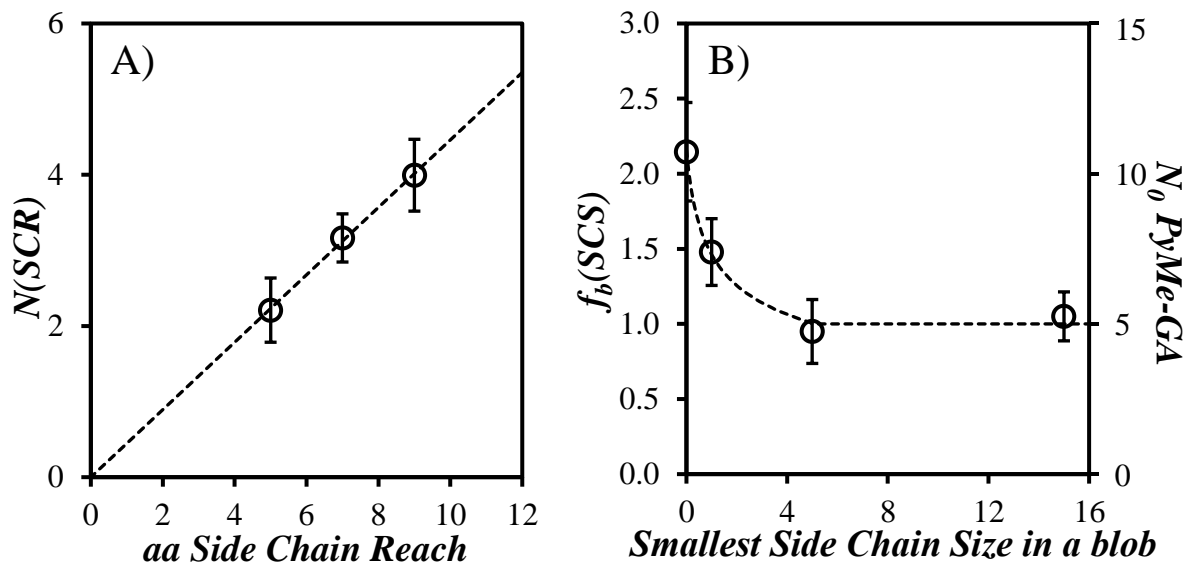 A)
6
4
2
0
N(SCR)
0 2 4 6 8 10 12
aa Side Chain Reach
B)
3.0
2.5
2.0
1.5
1.0
0.5
0.0
f_b(SCS)
15
10
5
0
N_0 PyMe-GA
0 4 8 12 16
Smallest Side Chain Size in a blob